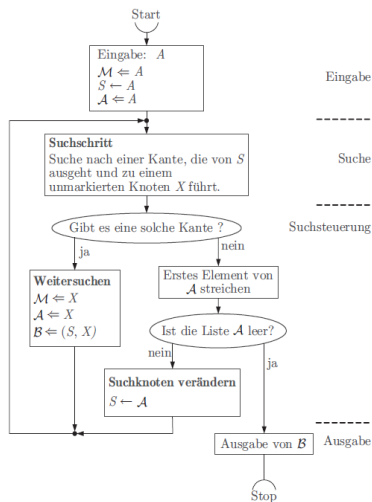 Start
Eingabe: A
ℳ ⇐ A
S ← A
𝒜 ⇐ A
Eingabe
Suchschritt
Suche nach einer Kante, die von S
ausgeht und zu einem
unmarkierten Knoten X führt.
Suche
Gibt es eine solche Kante ?
Suchsteuerung
ja
nein
Weitersuchen
ℳ ⇐ X
𝒜 ⇐ X
ℬ ⇐ (S, X)
Erstes Element von
𝒜 streichen
Ist die Liste 𝒜 leer?
nein
ja
Suchknoten verändern
S ← 𝒜
Ausgabe von ℬ
Ausgabe
Stop